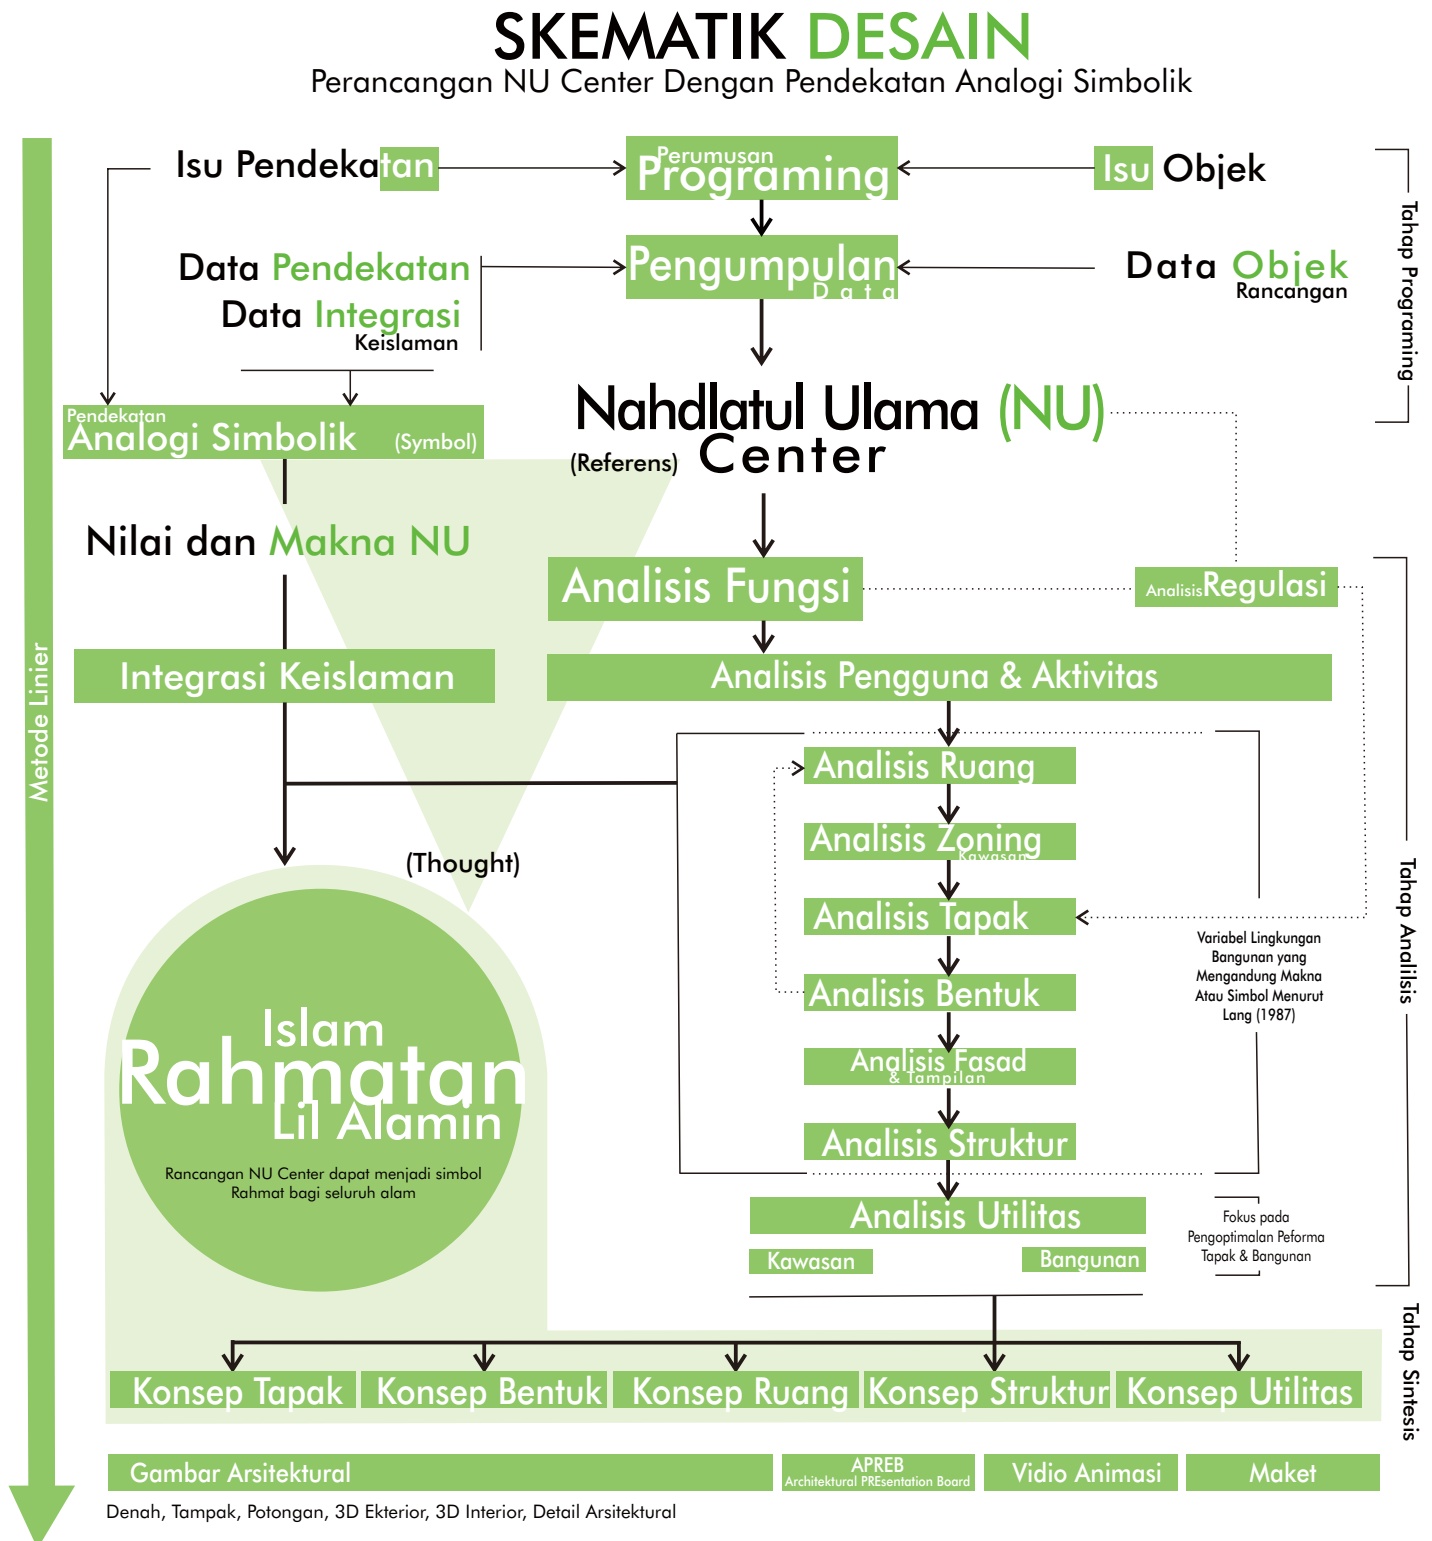 SKEMATIK DESAIN
Perancangan NU Center Dengan Pendekatan Analogi Simbolik
Isu Pendekatan
Perumusan
Programing
Isu Objek
Data Pendekatan
Data Integrasi
Keislaman
Pengumpulan
Data
Data Objek
Rancangan
Tahap Programing
Pendekatan
Analogi Simbolik (Symbol)
Nahdlatul Ulama (NU)
(Referens) Center
Nilai dan Makna NU
Analisis Fungsi
Analisis Regulasi
Integrasi Keislaman
Analisis Pengguna & Aktivitas
Metode Linier
Analisis Ruang
Analisis Zoning
Kawasan
(Thought)
Analisis Tapak
Analisis Bentuk
Analisis Fasad
& Tampilan
Analisis Struktur
Variabel Lingkungan
Bangunan yang
Mengandung Makna
Atau Simbol Menurut
Lang (1987)
Tahap Analilsis
Islam
Rahmatan
Lil Alamin
Rancangan NU Center dapat menjadi simbol
Rahmat bagi seluruh alam
Analisis Utilitas
Kawasan
Bangunan
Fokus pada
Pengoptimalan Peforma
Tapak & Bangunan
Tahap Sintesis
Konsep Tapak
Konsep Bentuk
Konsep Ruang
Konsep Struktur
Konsep Utilitas
Gambar Arsitektural
APREB
Architektural PREsentation Board
Vidio Animasi
Maket
Denah, Tampak, Potongan, 3D Ekterior, 3D Interior, Detail Arsitektural